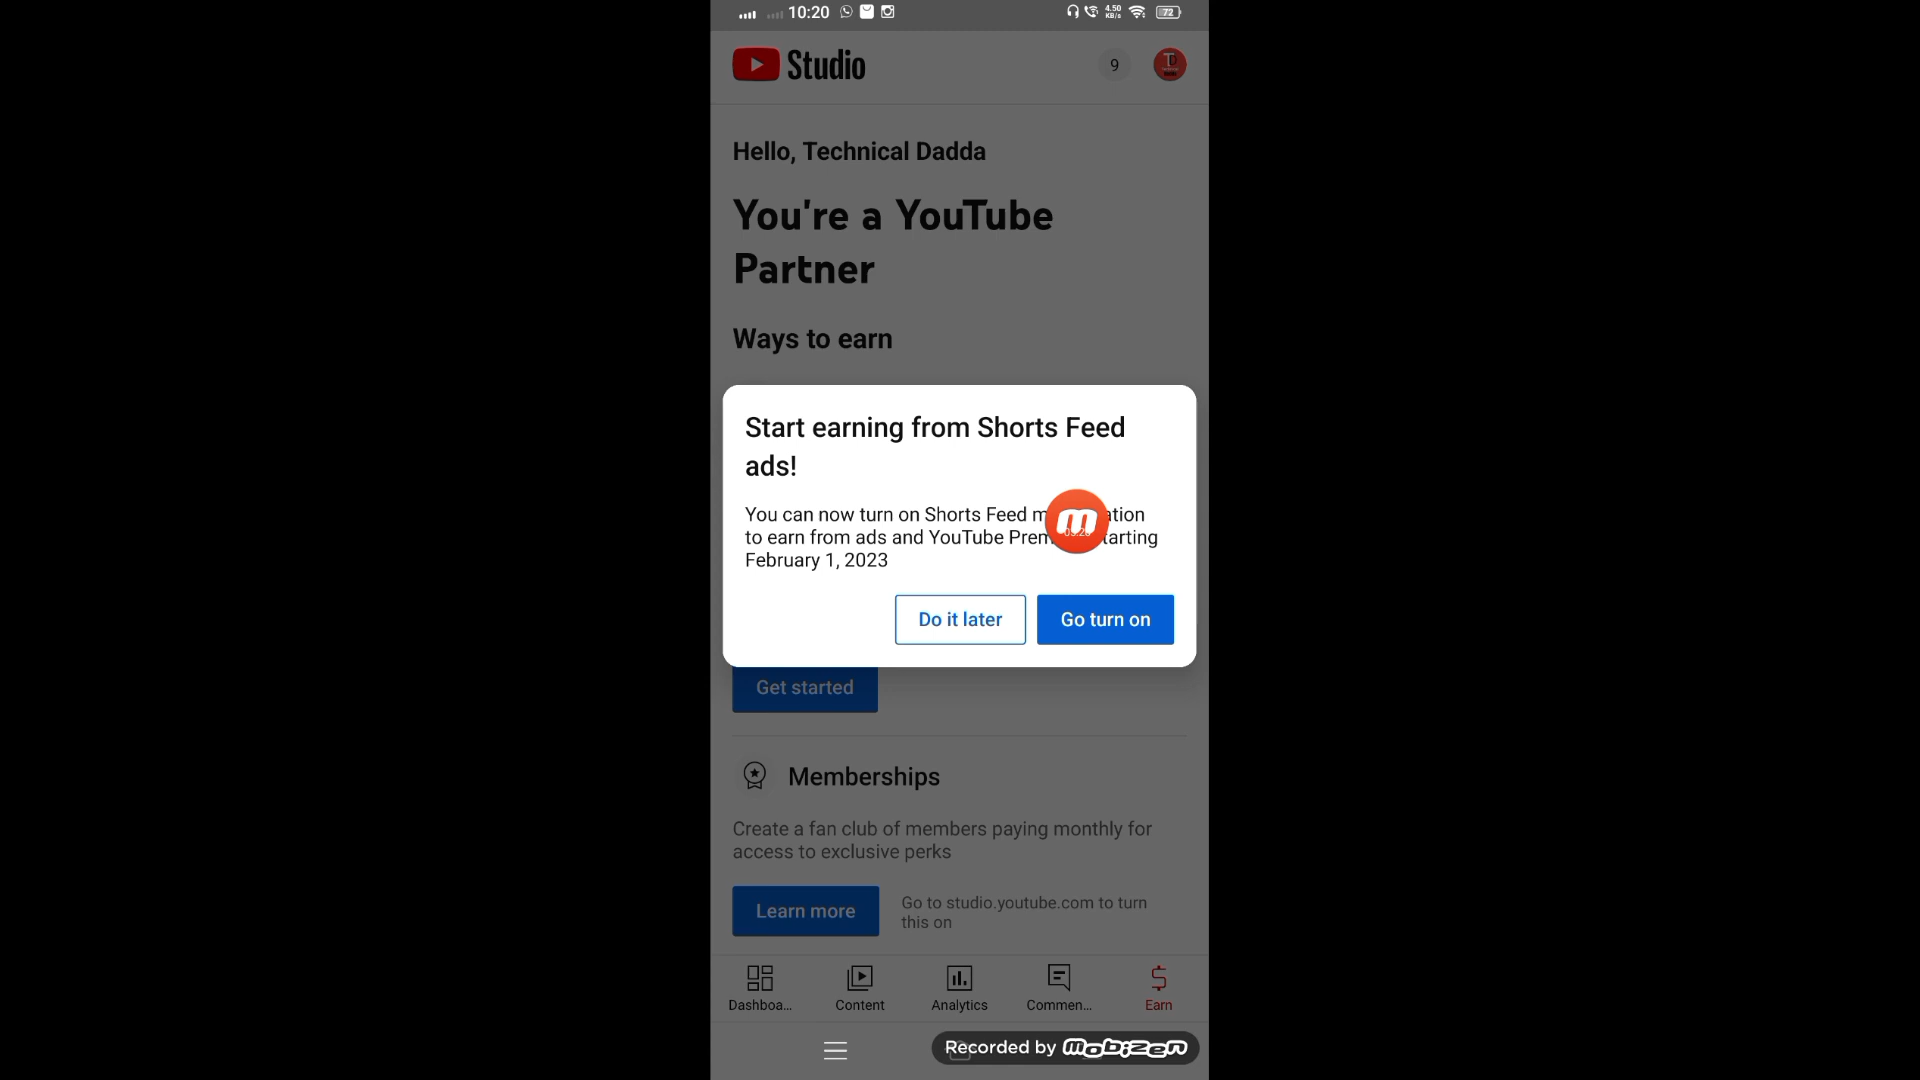 10:20
4.50
KB/s
72
Studio
9
Hello, Technical Dadda
You're a YouTube
Partner
Ways to earn
Start earning from Shorts Feed
ads!
You can now turn on Shorts Feed m ation
to earn from ads and YouTube Prem tarting
February 1, 2023
Do it later
Go turn on
Get started
Memberships
Create a fan club of members paying monthly for
access to exclusive perks
Learn more
Go to studio.youtube.com to turn
this on
Dashboa...
Content
Analytics
Commen...
Earn
Recorded by mobizen